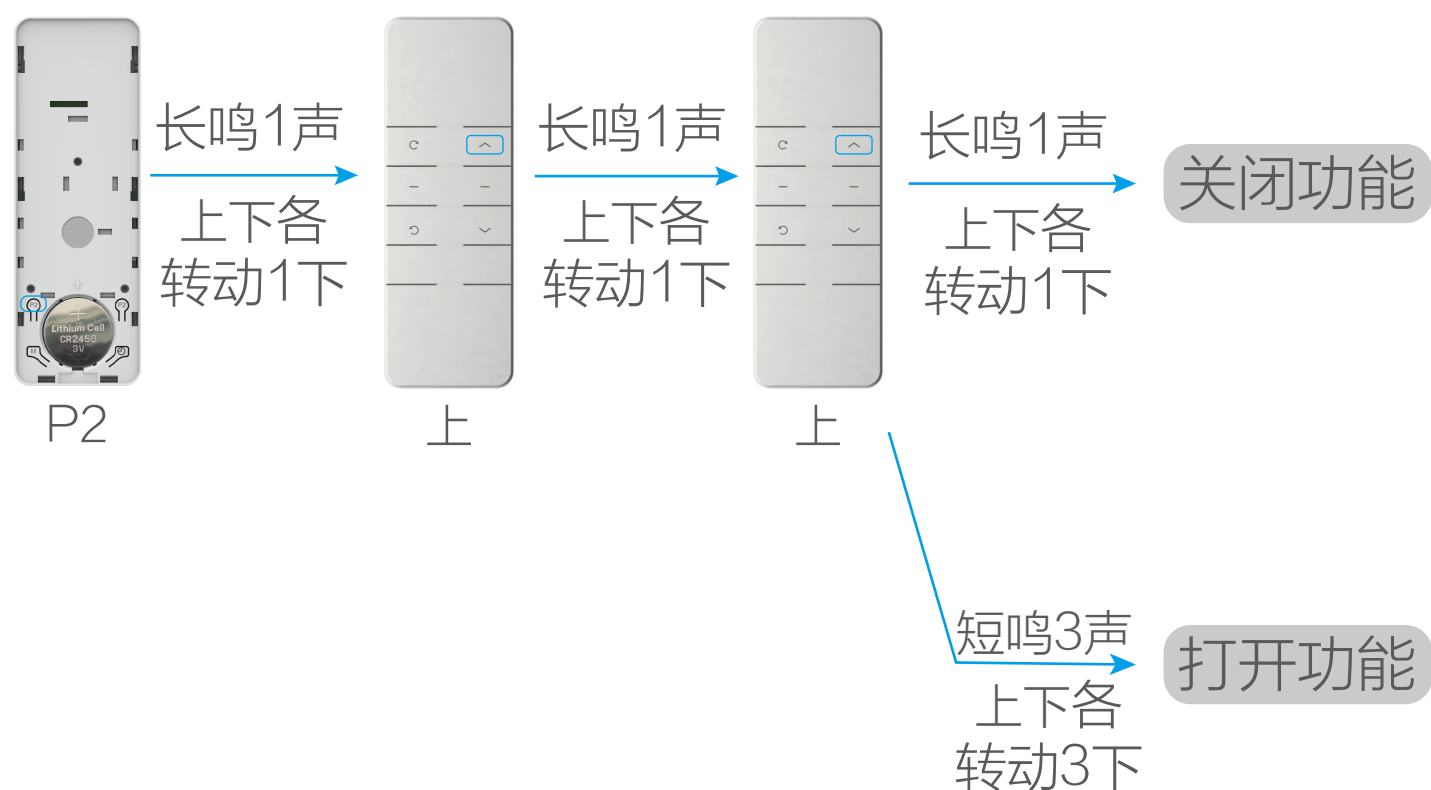 长鸣1声
上下各
转动1下
长鸣1声
上下各
转动1下
长鸣1声
上下各
转动1下
关闭功能
P2
P2
Lithium Cell
CR2450
3V
M
P2
上
上
短鸣3声
上下各
转动3下
打开功能